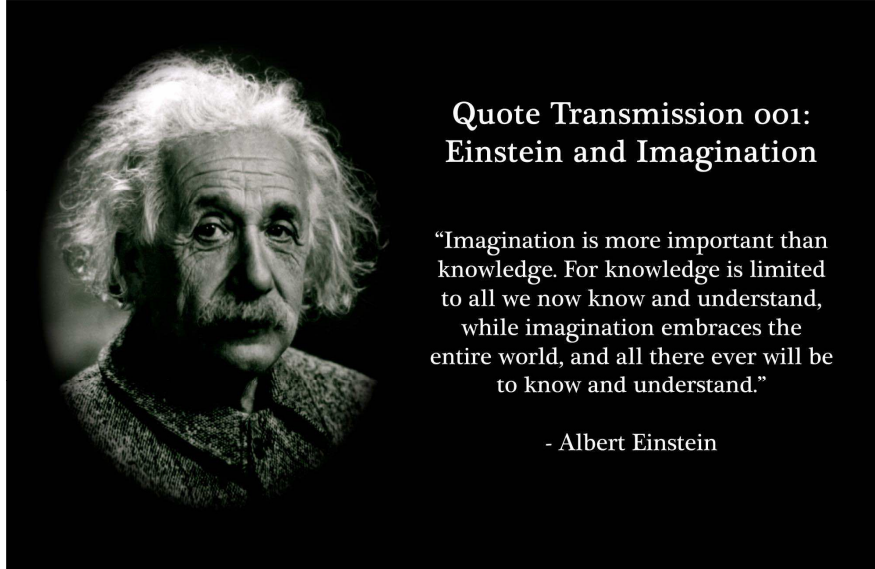 Quote Transmission 001:
Einstein and Imagination
“Imagination is more important than
knowledge. For knowledge is limited
to all we now know and understand,
while imagination embraces the
entire world, and all there ever will be
to know and understand.”
- Albert Einstein